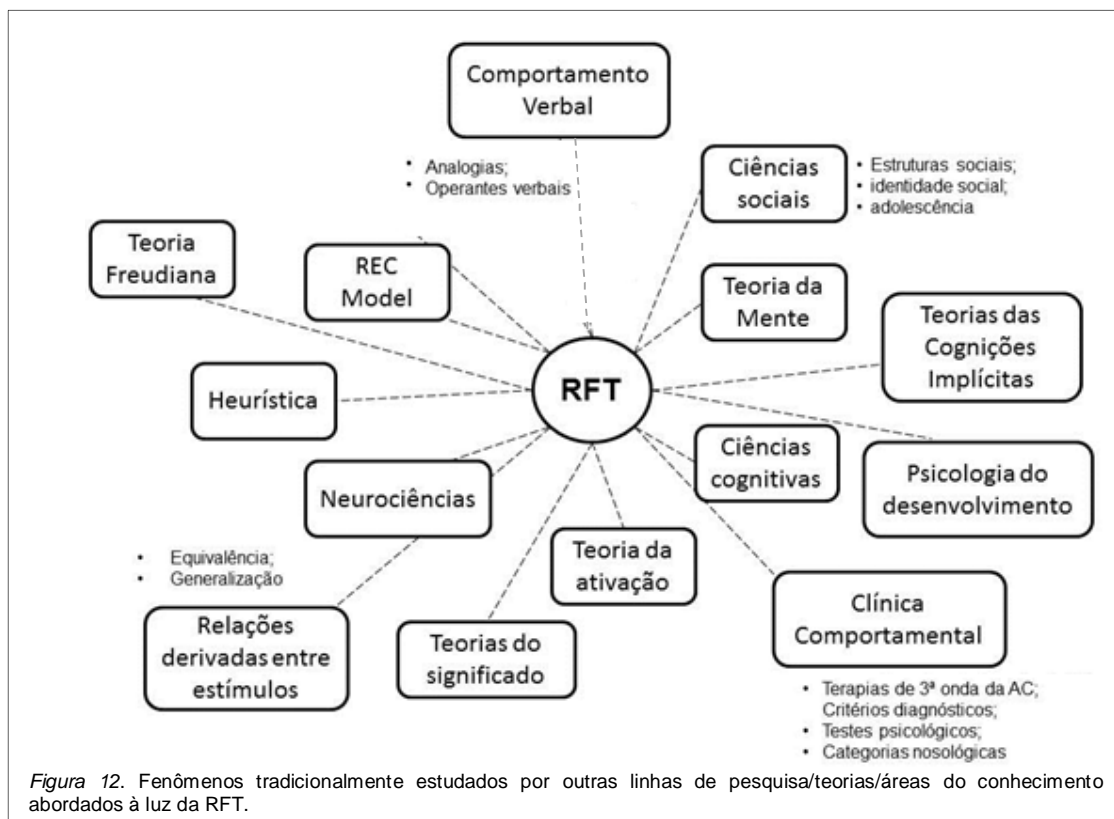 Comportamento
Verbal
• Analogias;
• Operantes verbais
Ciências
sociais
• Estruturas sociais;
• identidade social;
• adolescência
Teoria
Freudiana
REC
Model
Teoria da
Mente
Teorias das
Cognições
Implícitas
RFT
Heurística
Ciências
cognitivas
Psicologia do
desenvolvimento
Neurociências
• Equivalência;
• Generalização
Teoria da
ativação
Relações
derivadas entre
estímulos
Teorias do
significado
Clínica
Comportamental
• Terapias de 3ª onda da AC;
Critérios diagnósticos;
• Testes psicológicos;
• Categorias nosológicas
Figura 12. Fenômenos tradicionalmente estudados por outras linhas de pesquisa/teorias/áreas do conhecimento
abordados à luz da RFT.